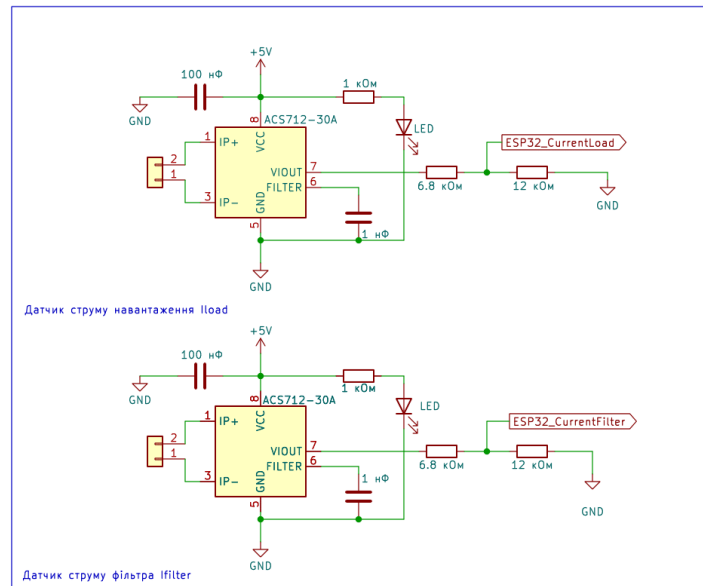 +5V
100 нФ
1 кОм
GND
ACS712-30A
LED
8
1
IP+
VCC
2
1
VIOUT
7
FILTER
6
3
IP-
GND
5
ESP32_CurrentLoad
6.8 кОм
12 кОм
GND
1 нФ
GND
Датчик струму навантаження Iload
+5V
100 нФ
1 кОм
GND
ACS712-30A
LED
8
1
IP+
VCC
2
1
VIOUT
7
FILTER
6
3
IP-
GND
5
ESP32_CurrentFilter
6.8 кОм
12 кОм
1 нФ
GND
GND
Датчик струму фільтра Ifilter